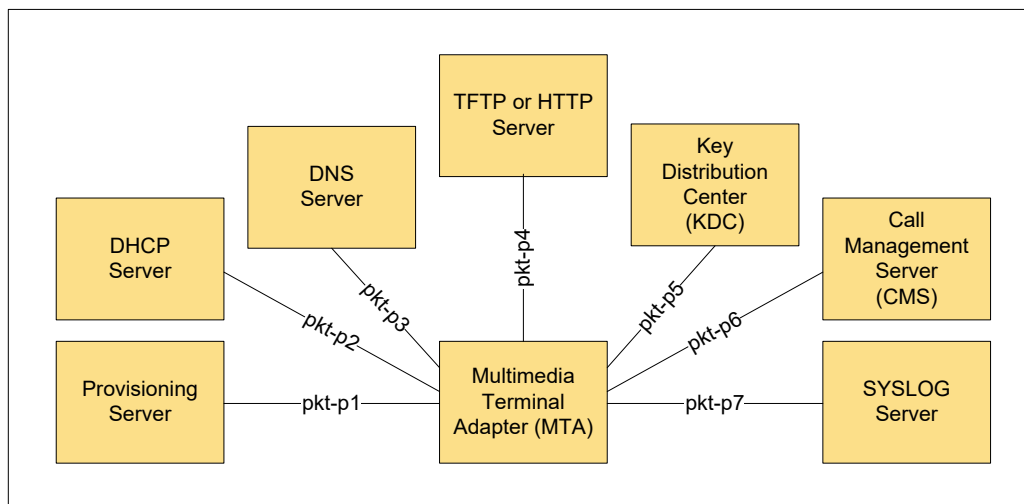 TFTP or HTTP
Server
DNS
Server
Key
Distribution
Center
(KDC)
DHCP
Server
Call
Management
Server
(CMS)
pkt-p4
pkt-p3
pkt-p5
pkt-p2
pkt-p6
Provisioning
Server
pkt-p1
Multimedia
Terminal
Adapter (MTA)
pkt-p7
SYSLOG
Server